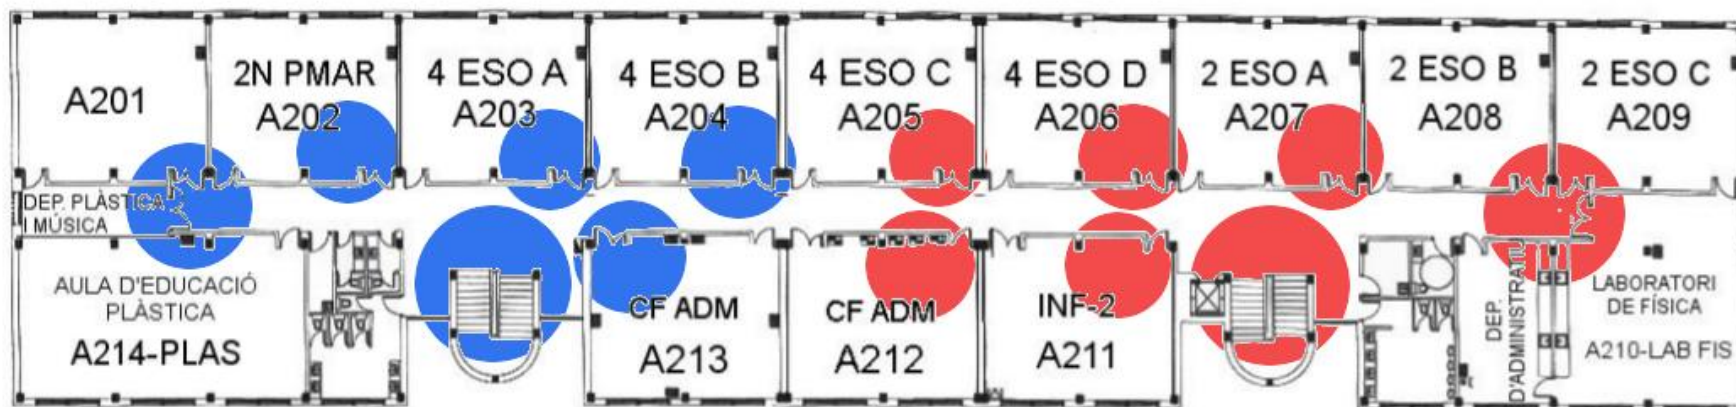 A201
2N PMAR
A202
4 ESO A
A203
4 ESO B
A204
4 ESO C
A205
4 ESO D
A206
2 ESO A
A207
2 ESO B
A208
2 ESO C
A209
DEP. PLÀSTICA
I MÚSICA
AULA D'EDUCACIÓ
PLÀSTICA
A214-PLAS
CF ADM
A213
CF ADM
A212
INF-2
A211
DEP.
D'ADMINISTRATIU
LABORATORI
DE FÍSICA
A210-LAB FIS